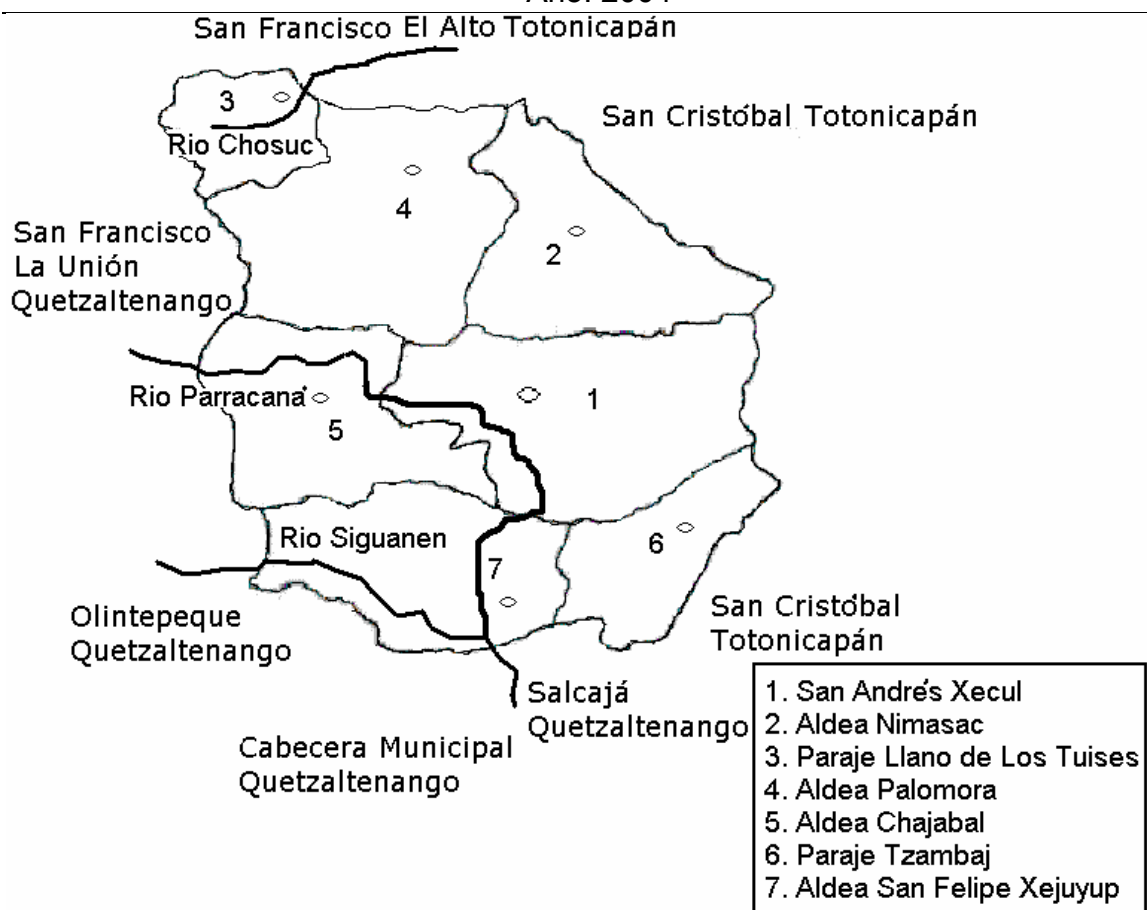 San Francisco El Alto Totonicapán
3
San Cristóbal Totonicapán
Rio Chosuc
4
San Francisco
La Unión
Quetzaltenango
2
Rio Parracaná
1
5
Rio Siguanen
6
7
Olintepeque
Quetzaltenango
San Cristóbal
Totonicapán
Salcajá
Quetzaltenango
Cabecera Municipal
Quetzaltenango
1. San Andrés Xecul
2. Aldea Nimasac
3. Paraje Llano de Los Tuises
4. Aldea Palomora
5. Aldea Chajabal
6. Paraje Tzambaj
7. Aldea San Felipe Xejuyup